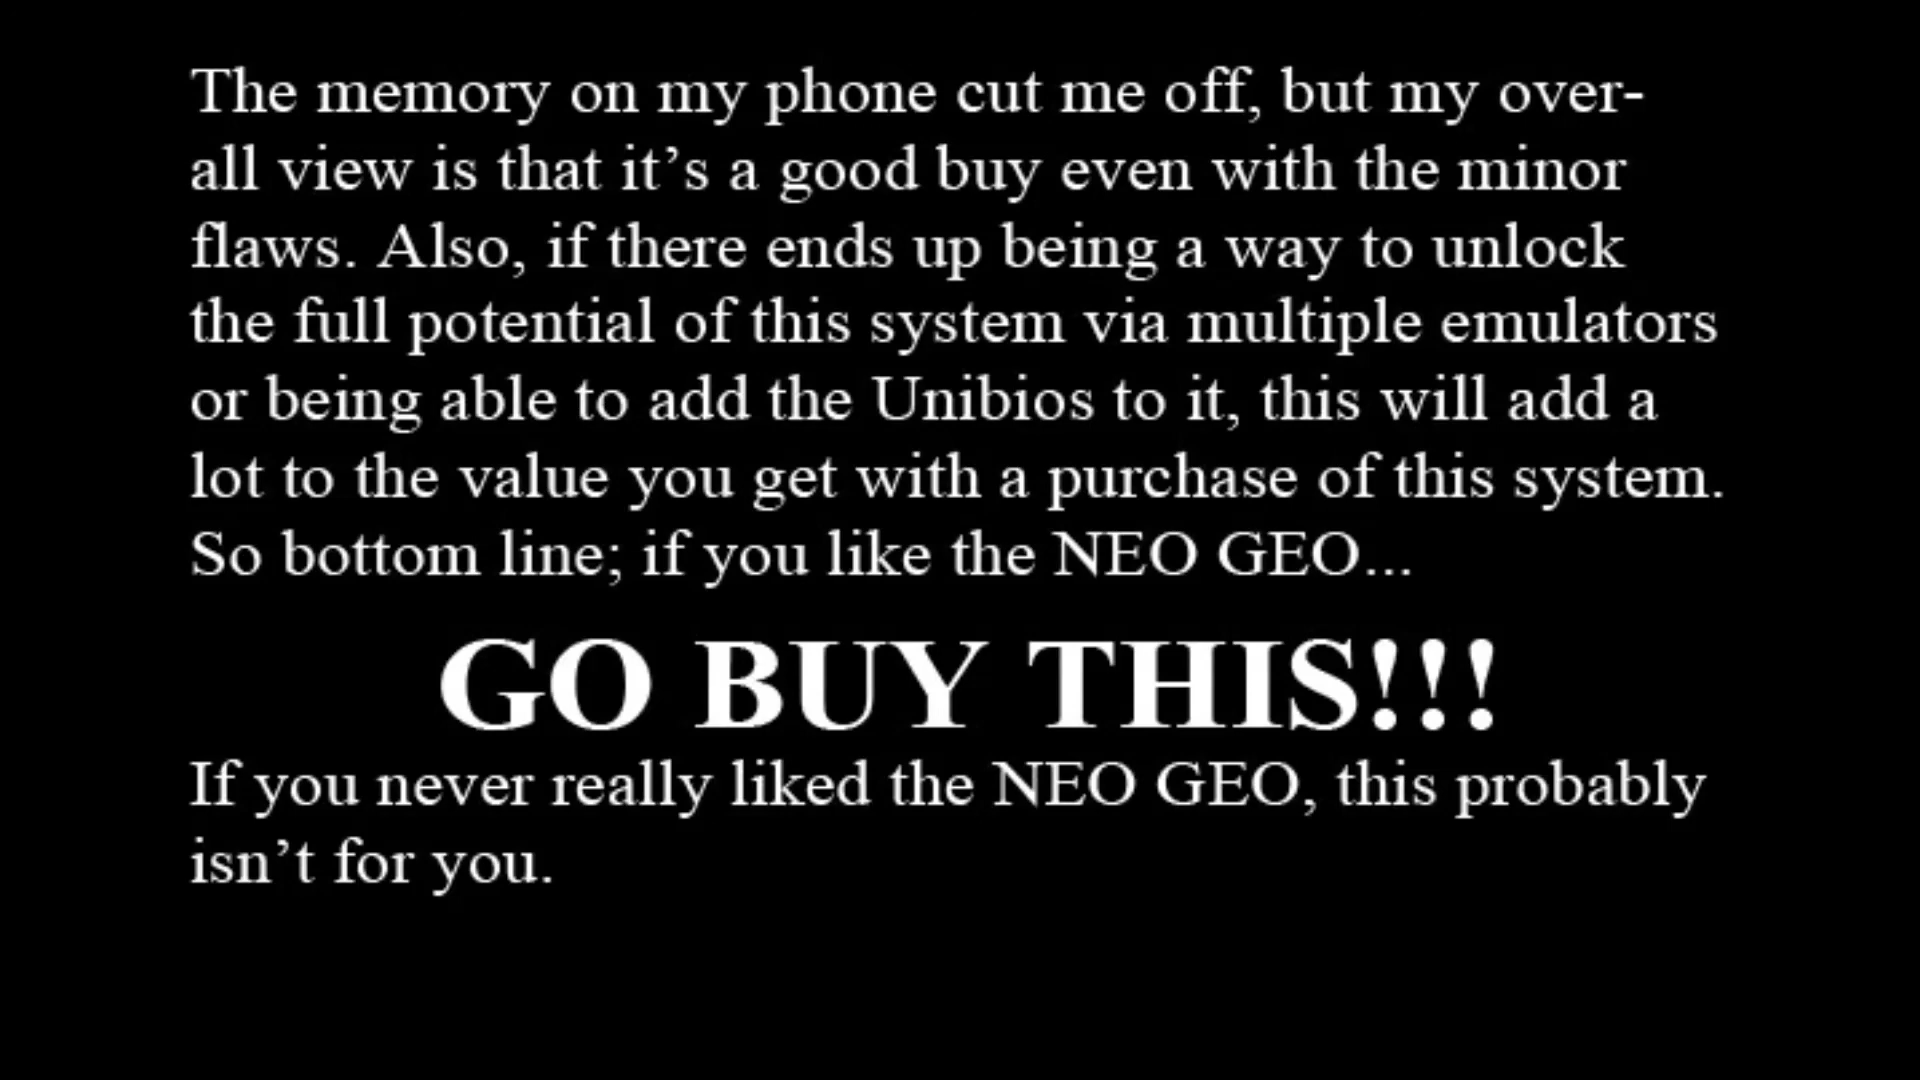 The memory on my phone cut me off, but my over-
all view is that it’s a good buy even with the minor
flaws. Also, if there ends up being a way to unlock
the full potential of this system via multiple emulators
or being able to add the Unibios to it, this will add a
lot to the value you get with a purchase of this system.
So bottom line; if you like the NEO GEO...
GO BUY THIS!!!
If you never really liked the NEO GEO, this probably
isn’t for you.